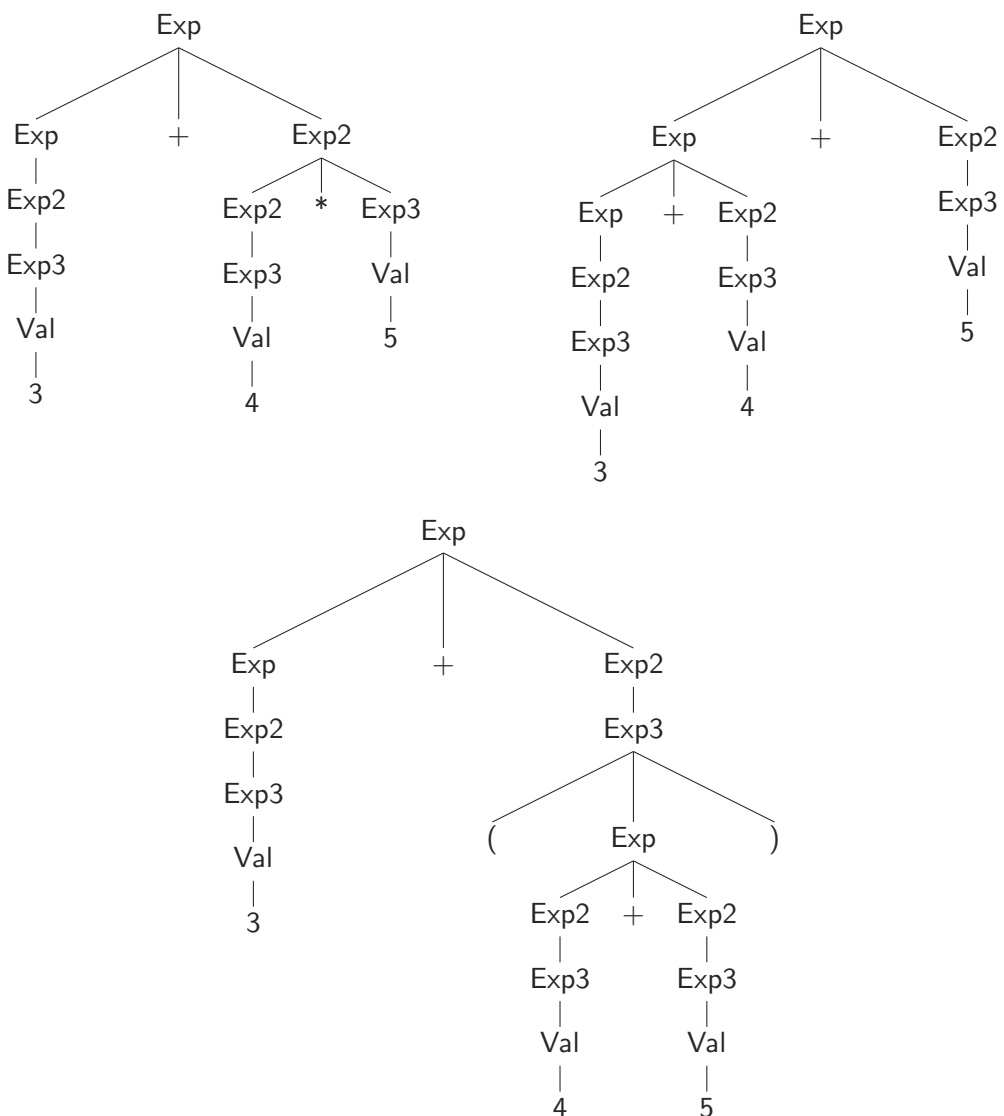 Exp Exp
Exp + Exp2 Exp + Exp2
Exp2 Exp2 * Exp3 Exp + Exp2 Exp3
Exp3 Exp3 Val Exp2 Exp3 Val
Val Val 5 Exp3 Val 5
3 4 Val 4
3
Exp
Exp + Exp2
Exp2 Exp3
Exp3 ( Exp )
Val
3 Exp2 + Exp2
Exp3 Exp3
Val Val
4 5